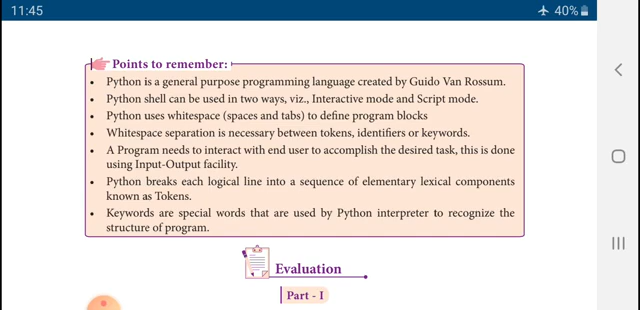 11:45
40%
Points to remember:
• Python is a general purpose programming language created by Guido Van Rossum.
• Python shell can be used in two ways, viz., Interactive mode and Script mode.
• Python uses whitespace (spaces and tabs) to define program blocks
• Whitespace separation is necessary between tokens, identifiers or keywords.
• A Program needs to interact with end user to accomplish the desired task, this is done
using Input-Output facility.
• Python breaks each logical line into a sequence of elementary lexical components
known as Tokens.
• Keywords are special words that are used by Python interpreter to recognize the
structure of program.
Evaluation
Part - I